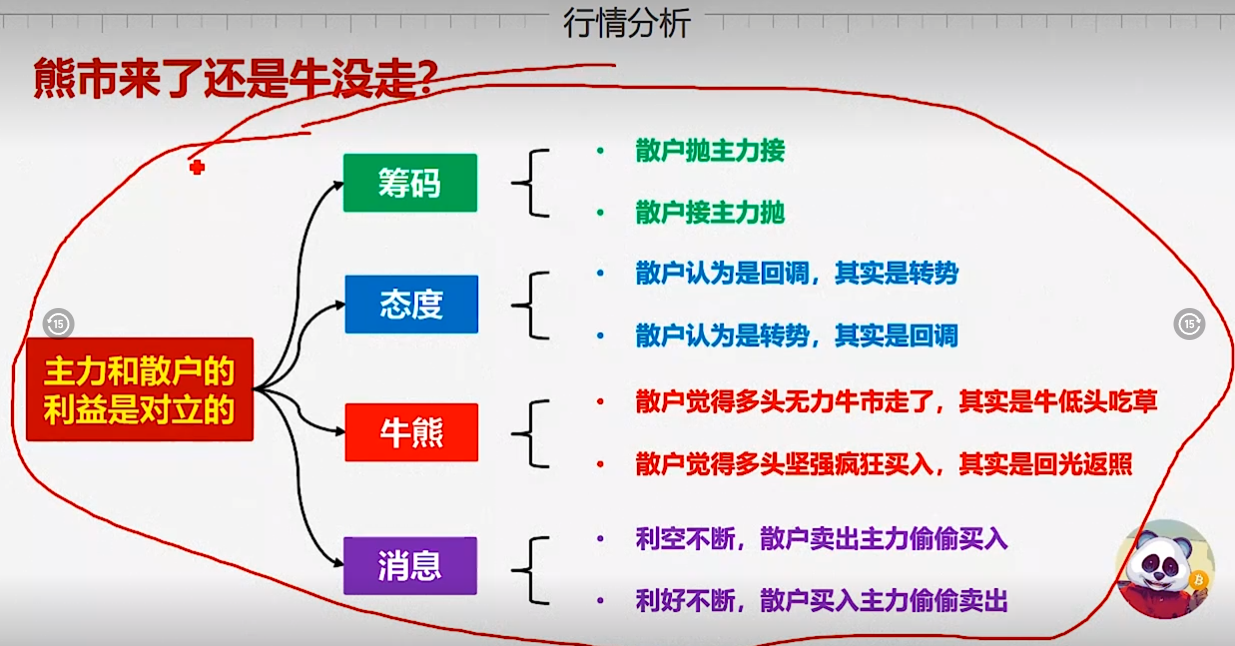 行情分析
熊市来了还是牛没走?
筹码
散户抛主力接
散户接主力抛
态度
散户认为是回调，其实是转势
散户认为是转势，其实是回调
主力和散户的
利益是对立的
牛熊
散户觉得多头无力牛市走了，其实是牛低头吃草
散户觉得多头坚强疯狂买入，其实是回光返照
消息
利空不断，散户卖出主力偷偷买入
利好不断，散户买入主力偷偷卖出
15
15
B